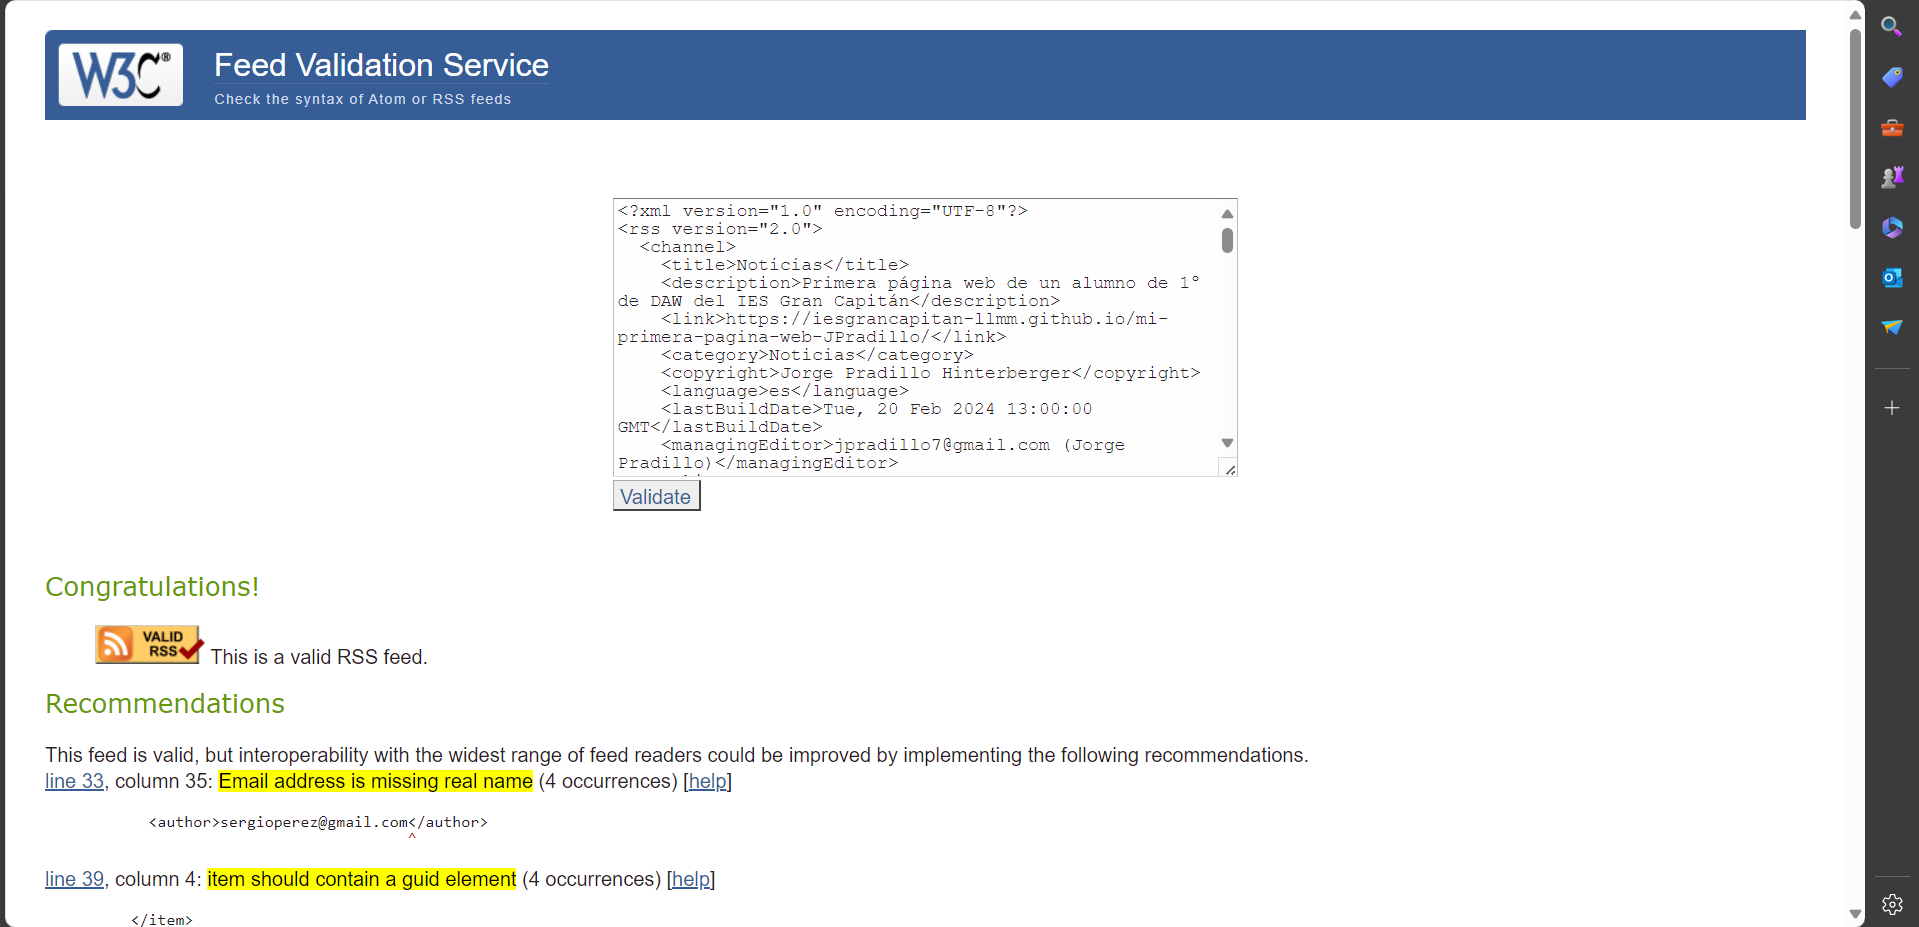 W3C®
Feed Validation Service
Check the syntax of Atom or RSS feeds
<?xml version="1.0" encoding="UTF-8"?>
<rss version="2.0">
<channel>
<title>Noticias</title>
<description>Primera página web de un alumno de 1º
de DAW del IES Gran Capitán</description>
<link>https://iesgrancapitan-llmm.github.io/mi-
primera-pagina-web-JPradillo/</link>
<category>Noticias</category>
<copyright>Jorge Pradillo Hinterberger</copyright>
<language>es</language>
<lastBuildDate>Tue, 20 Feb 2024 13:00:00
GMT</lastBuildDate>
<managingEditor>jpradillo7@gmail.com (Jorge
Pradillo)</managingEditor>
Validate
Congratulations!
VALID
RSS
This is a valid RSS feed.
Recommendations
This feed is valid, but interoperability with the widest range of feed readers could be improved by implementing the following recommendations.
line 33, column 35: Email address is missing real name (4 occurrences) [help]
<author>sergioperez@gmail.com</author>
^
line 39, column 4: item should contain a guid element (4 occurrences) [help]
</item>